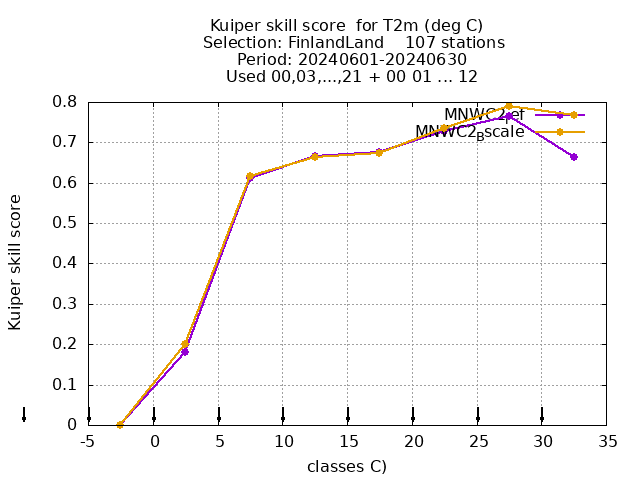 Kuiper skill score for T2m (deg C)
Selection: FinlandLand 107 stations
Period: 20240601-20240630
Used 00,03,...,21 + 00 01 ... 12
MNWC2ref
MNWC2Bscale
0.8
0.7
0.6
0.5
0.4
0.3
0.2
0.1
0
Kuiper skill score
-5 0 5 10 15 20 25 30 35
classes C)